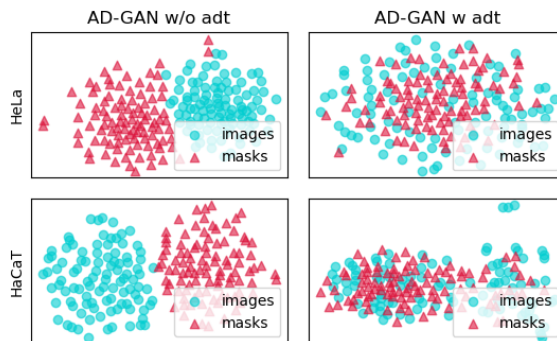 AD-GAN w/o adt
AD-GAN w adt
HeLa
images
masks
images
masks
HaCaT
images
masks
images
masks